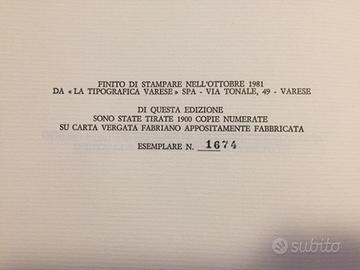 FINITO DI STAMPARE NELL'OTTOBRE 1981
DA «LA TIPOGRAFICA VARESE» SPA - VIA TONALE, 49 - VARESE
DI QUESTA EDIZIONE
SONO STATE TIRATE 1900 COPIE NUMERATE
SU CARTA VERGATA FABRIANO APPOSITAMENTE FABBRICATA
ESEMPLARE N. 1674
subito